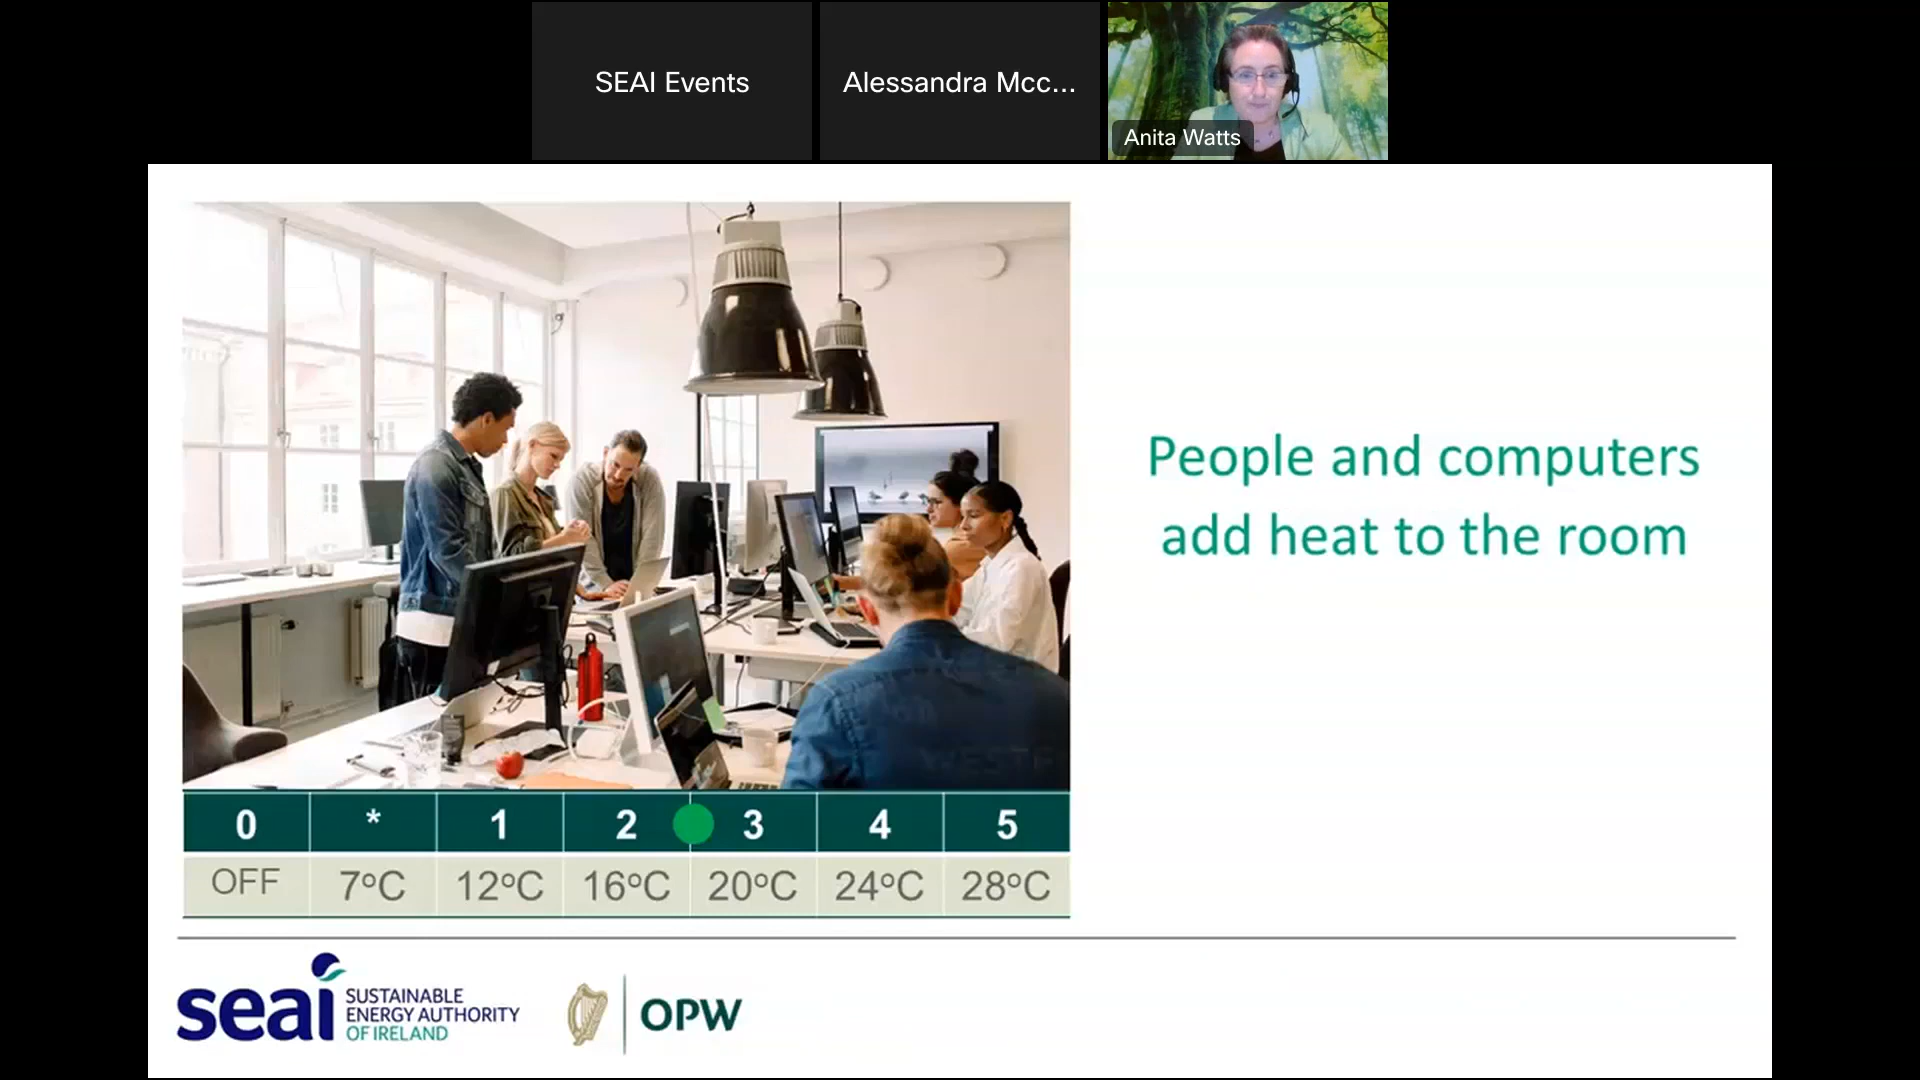 SEAI Events
Alessandra Mcc...
Anita Watts
People and computers
add heat to the room
0 * 1 2 3 4 5
OFF 7°C 12°C 16°C 20°C 24°C 28°C
seai
SUSTAINABLE
ENERGY AUTHORITY
OF IRELAND
OPW